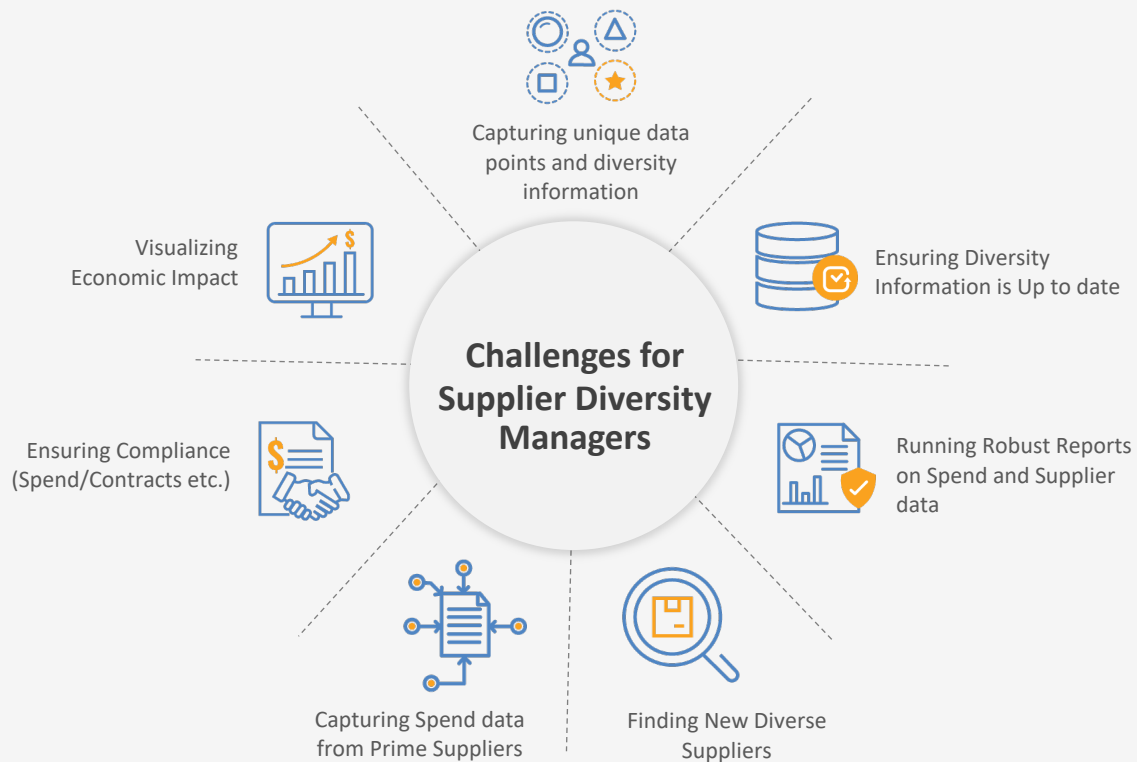 Capturing unique data
points and diversity
information
Visualizing
Economic Impact
$
Ensuring Diversity
Information is Up to date
Challenges for
Supplier Diversity
Managers
Ensuring Compliance
(Spend/Contracts etc.)
$
Running Robust Reports
on Spend and Supplier
data
Capturing Spend data
from Prime Suppliers
Finding New Diverse
Suppliers